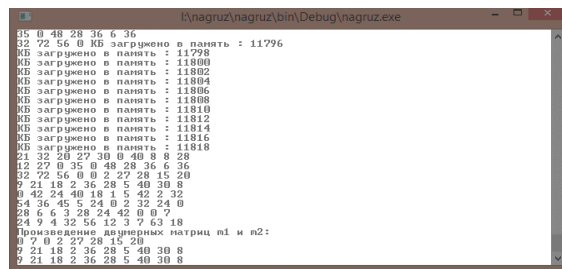 I:\nagruz\nagruz\bin\Debug\nagruz.exe
35 0 48 28 36 6 36
32 72 56 0 КБ загружено в память : 11796
КБ загружено в память : 11798
КБ загружено в память : 11800
КБ загружено в память : 11802
КБ загружено в память : 11804
КБ загружено в память : 11806
КБ загружено в память : 11808
КБ загружено в память : 11810
КБ загружено в память : 11812
КБ загружено в память : 11814
КБ загружено в память : 11816
КБ загружено в память : 11818
21 32 20 27 30 0 40 8 8 28
12 27 0 35 0 48 28 36 6 36
32 72 56 0 0 2 27 28 15 20
9 21 18 2 36 28 5 40 30 8
0 42 24 40 18 1 5 42 2 32
54 36 45 5 24 0 2 32 24 0
28 6 6 3 28 24 42 0 0 7
24 9 4 32 56 12 3 7 63 18
Произведение двумерных матриц m1 и m2:
0 7 0 2 27 28 15 20
9 21 18 2 36 28 5 40 30 8
9 21 18 2 36 28 5 40 30 8